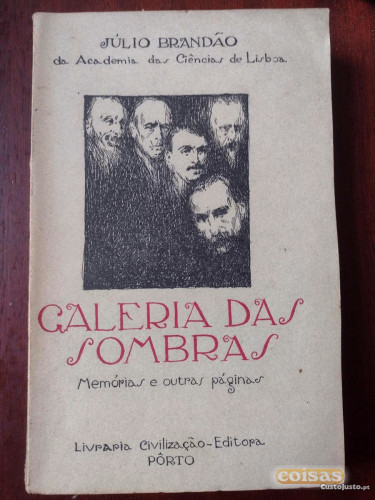 JÚLIO BRANDÃO
da Academia das Ciências de Lisboa
GALERIA DAS
SOMBRAS
Memórias e outras páginas
Livraria Civilização-Editora
PÔRTO
coisas
Custojusto.pt